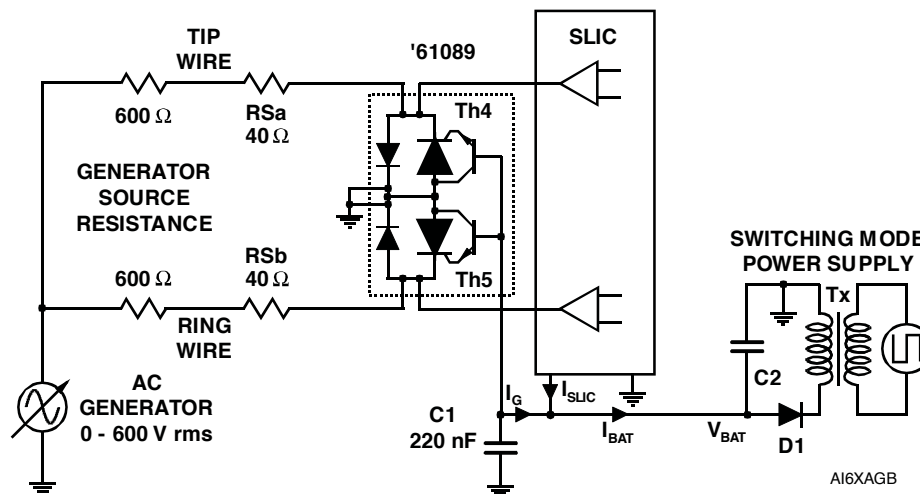 TIP
WIRE
600 Ω
RSa
40 Ω
'61089
Th4
SLIC
GENERATOR
SOURCE
RESISTANCE
RSb
40 Ω
600 Ω
RING
WIRE
Th5
AC
GENERATOR
0 - 600 V rms
C1
220 nF
IG
ISLIC
IBAT
VBAT
SWITCHING MODE
POWER SUPPLY
Tx
C2
D1
AI6XAGB